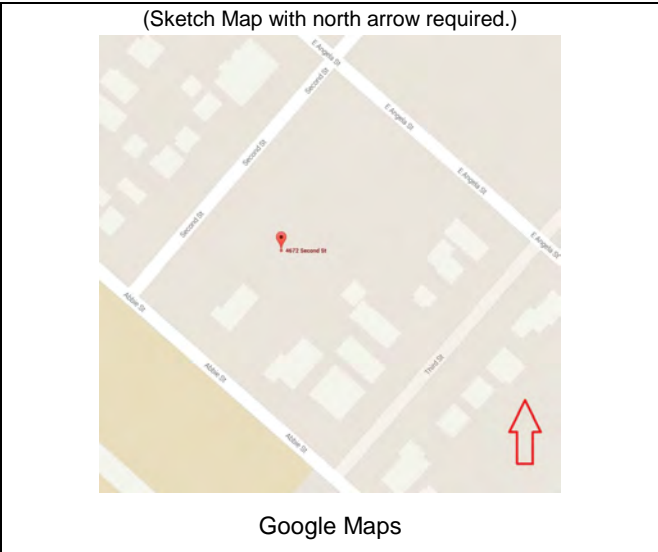 (Sketch Map with north arrow required.)
E Angela St
Second St
E Angela St
Second St
E Angela St
Second St
E Angela St
4672 Second St
Abbie St
Third St
Abbie St
Abbie St
Google Maps